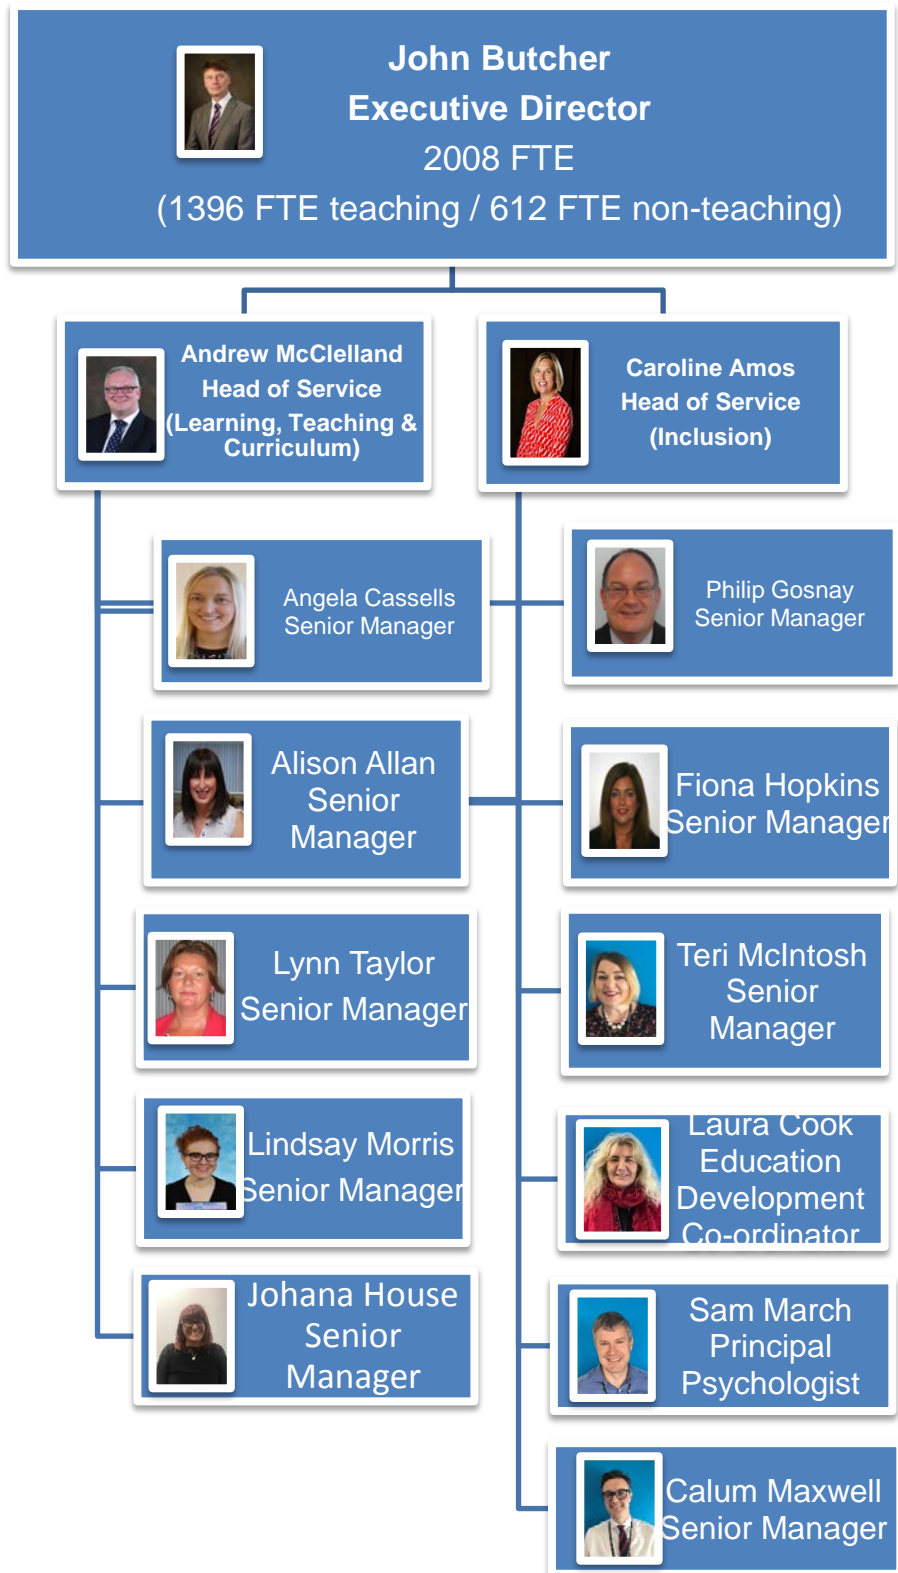 John Butcher
Executive Director
2008 FTE
(1396 FTE teaching / 612 FTE non-teaching)
Andrew McClelland
Head of Service
(Learning, Teaching &
Curriculum)
Caroline Amos
Head of Service
(Inclusion)
Angela Cassells
Senior Manager
Philip Gosnay
Senior Manager
Alison Allan
Senior
Manager
Fiona Hopkins
Senior Manager
Lynn Taylor
Senior Manager
Teri McIntosh
Senior
Manager
Lindsay Morris
Senior Manager
Laura Cook
Education
Development
Co-ordinator
Johana House
Senior
Manager
Sam March
Principal
Psychologist
Calum Maxwell
Senior Manager